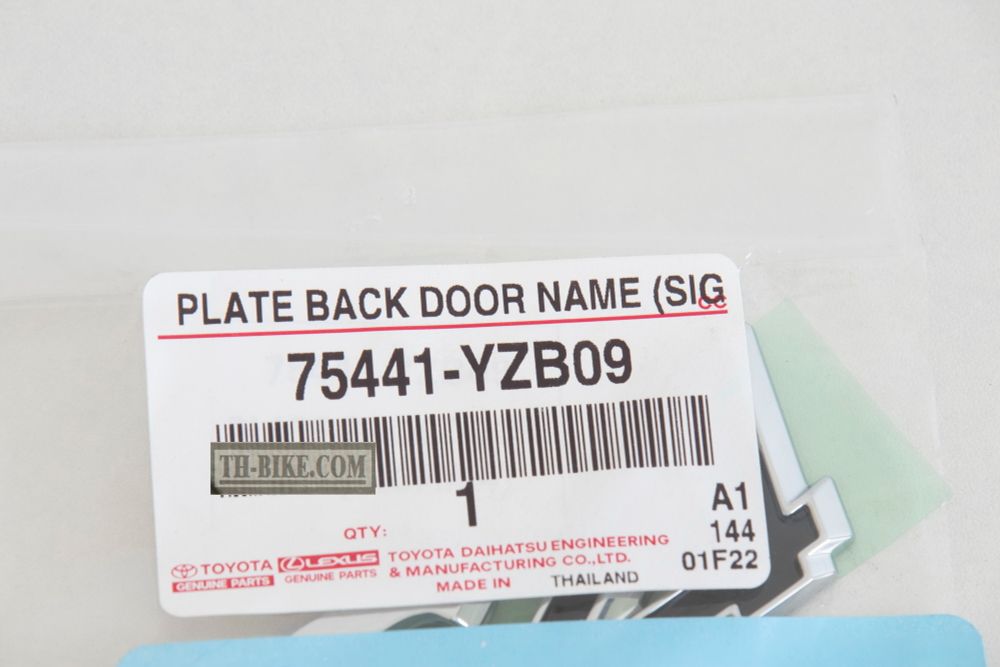 PLATE BACK DOOR NAME (SIG
CC
75441-YZB09
TH-BIKE.COM
1
QTY:
A1
144
01F22
TOYOTA
GENUINE PARTS
LEXUS
GENUINE PARTS
TOYOTA DAIHATSU ENGINEERING
& MANUFACTURING CO., LTD.
MADE IN THAILAND